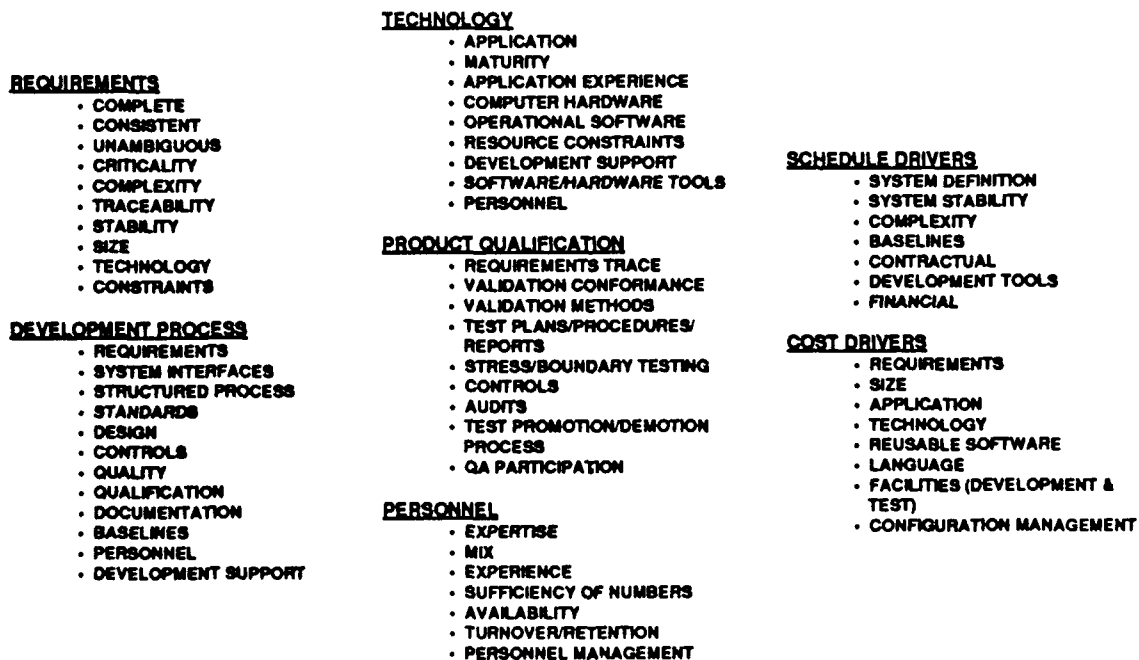 REQUIREMENTS
• COMPLETE
• CONSISTENT
• UNAMBIGUOUS
• CRITICALITY
• COMPLEXITY
• TRACEABILITY
• STABILITY
• SIZE
• TECHNOLOGY
• CONSTRAINTS
DEVELOPMENT PROCESS
• REQUIREMENTS
• SYSTEM INTERFACES
• STRUCTURED PROCESS
• STANDARDS
• DESIGN
• CONTROLS
• QUALITY
• QUALIFICATION
• DOCUMENTATION
• BASELINES
• PERSONNEL
• DEVELOPMENT SUPPORT
TECHNOLOGY
• APPLICATION
• MATURITY
• APPLICATION EXPERIENCE
• COMPUTER HARDWARE
• OPERATIONAL SOFTWARE
• RESOURCE CONSTRAINTS
• DEVELOPMENT SUPPORT
• SOFTWARE/HARDWARE TOOLS
• PERSONNEL
PRODUCT QUALIFICATION
• REQUIREMENTS TRACE
• VALIDATION CONFORMANCE
• VALIDATION METHODS
• TEST PLANS/PROCEDURES/
REPORTS
• STRESS/BOUNDARY TESTING
• CONTROLS
• AUDITS
• TEST PROMOTION/DEMOTION
PROCESS
• QA PARTICIPATION
PERSONNEL
• EXPERTISE
• MIX
• EXPERIENCE
• SUFFICIENCY OF NUMBERS
• AVAILABILITY
• TURNOVER/RETENTION
• PERSONNEL MANAGEMENT
SCHEDULE DRIVERS
• SYSTEM DEFINITION
• SYSTEM STABILITY
• COMPLEXITY
• BASELINES
• CONTRACTUAL
• DEVELOPMENT TOOLS
• FINANCIAL
COST DRIVERS
• REQUIREMENTS
• SIZE
• APPLICATION
• TECHNOLOGY
• REUSABLE SOFTWARE
• LANGUAGE
• FACILITIES (DEVELOPMENT &
TEST)
• CONFIGURATION MANAGEMENT